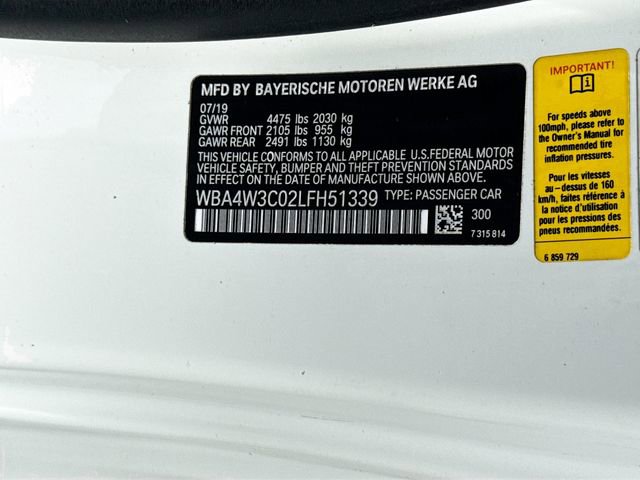 MFD BY BAYERISCHE MOTOREN WERKE AG
07/19
GVWR 4475 lbs 2030 kg
GAWR FRONT 2105 lbs 955 kg
GAWR REAR 2491 lbs 1130 kg
THIS VEHICLE CONFORMS TO ALL APPLICABLE U.S.FEDERAL MOTOR
VEHICLE SAFETY, BUMPER AND THEFT PREVENTION STANDARDS
IN EFFECT ON THE DATE OF MANUFACTURE SHOWN ABOVE.
WBA4W3C02LFH51339 TYPE: PASSENGER CAR
300
7 315 814
IMPORTANT!
For speeds above
100mph, please refer to
the Owner's Manual for
recommended tire
inflation pressures.
Pour les vitesses
au-dessus de 160
km/h, faites référence à
la notice d'utilisation
pour les pressions des
pneus recommandées.
6 859 729